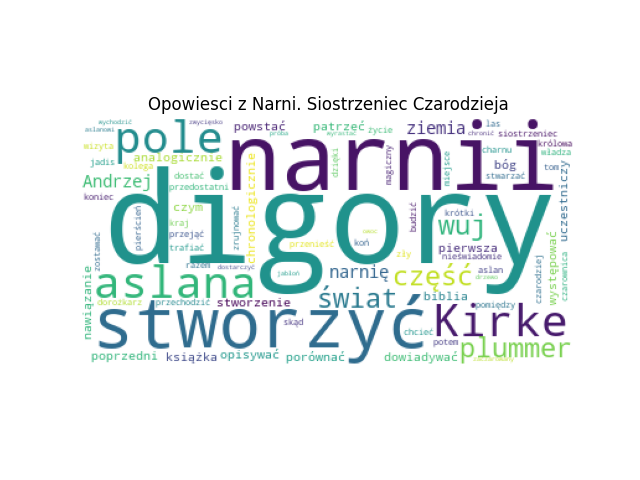 Opowiesci z Narni. Siostrzeniec Czarodzieja
wychodzić zwycięsko
aslanowi próba wyrastać
pole powstać patrzeć życie ziemia las chronić siostrzeniec
wizyta narnii charnu królowa
jadis analogicznie dzięki magiczny miejsce bóg władza
kolega stwarzać tom
Andrzej dostać przedostatni
koniec digory uczestniczy
czym krótki
pierścień kraj przejąć zrujnować chronologicznie budzić wuj występować
zostawać trafiać przenieść koń pierwsza
razem dostarczyć zły nieświadomie czarodziej czarownica
nawiązanie aslana jabłoń narnię część aslan drzewo
dorożkarz przechodzić stworzenie świat biblia pomiędzy
stworzyć skąd chcieć Kirke
potem plummer
poprzedni książka opisywać porównać dowiadywać